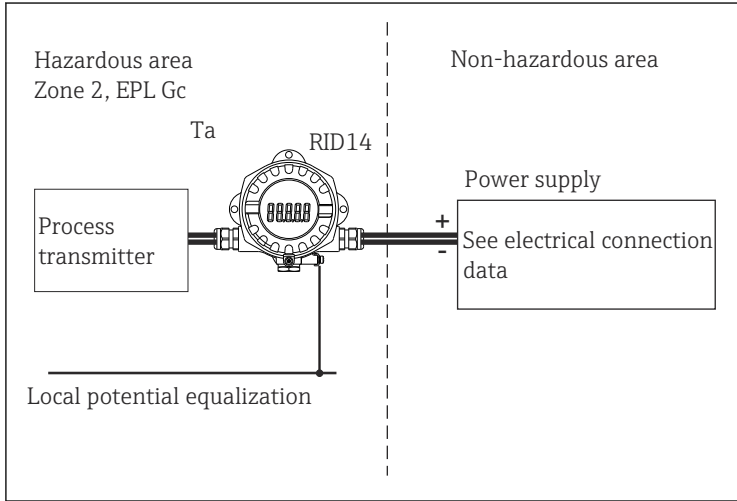 Hazardous area
Zone 2, EPL Gc
Non-hazardous area
Ta
RID14
Power supply
Process
transmitter
+
-
See electrical connection
data
Local potential equalization